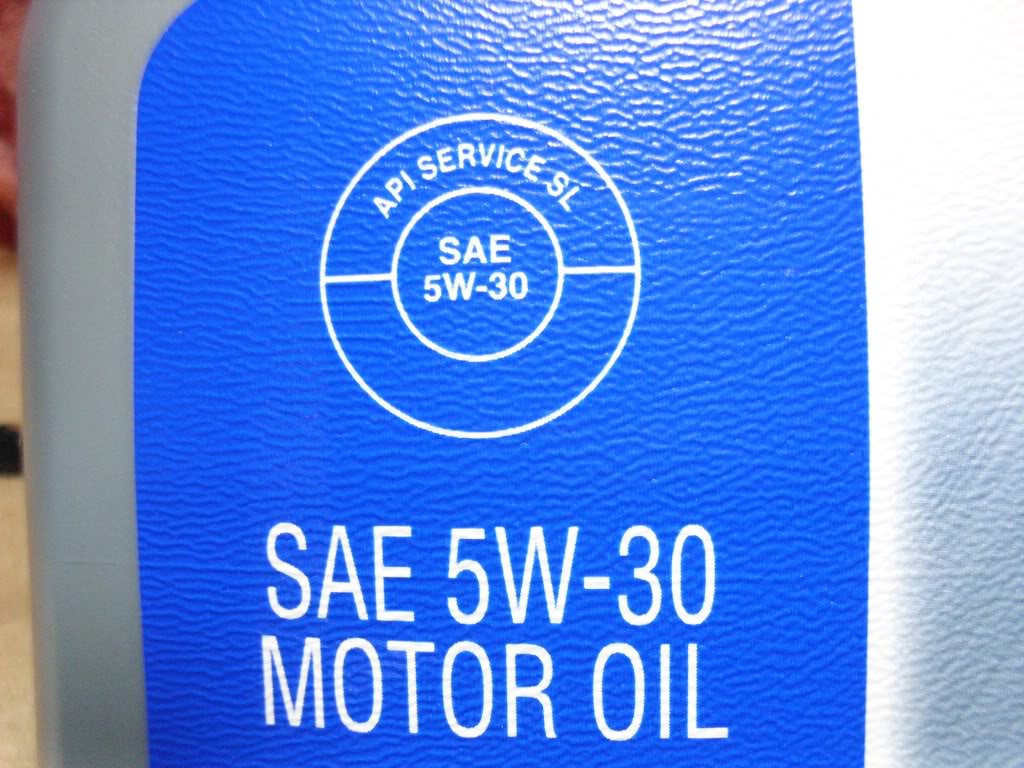 API SERVICE SL
SAE
5W-30
SAE 5W-30
MOTOR OIL